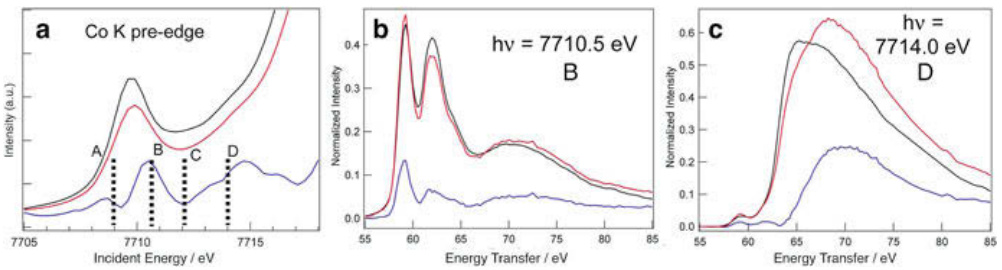 a
Co K pre-edge
Intensity (a.u.)
A
B
C
D
7705
7710
7715
Incident Energy / eV
b
hν = 7710.5 eV
B
Normalized Intensity
0.4
0.3
0.2
0.1
0.0
55
60
65
70
75
80
85
Energy Transfer / eV
c
hν =
7714.0 eV
D
Normalized Intensity
0.6
0.5
0.4
0.3
0.2
0.1
0.0
55
60
65
70
75
80
85
Energy Transfer / eV